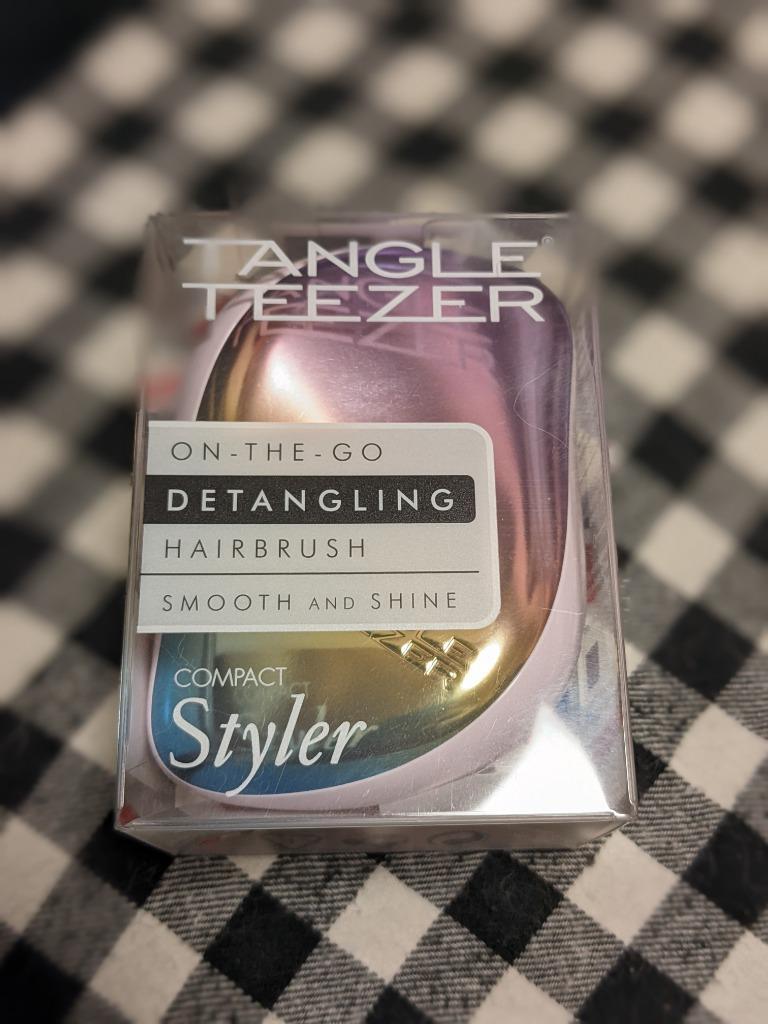 TANGLE®
TEEZER
ON-THE-GO
DETANGLING
HAIRBRUSH
SMOOTH AND SHINE
COMPACT
Styler